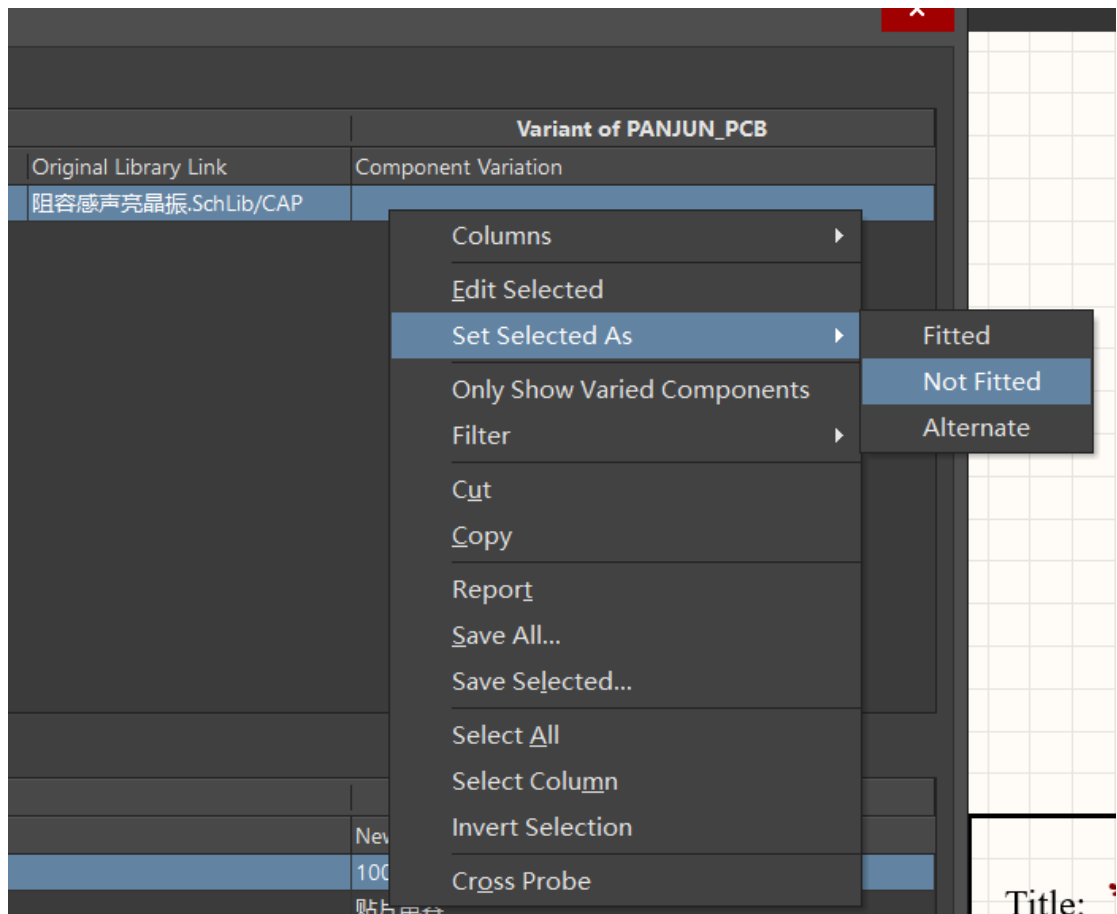 Variant of PANJUN_PCB
Original Library Link
Component Variation
阻容感声亮晶振.SchLib/CAP
Columns
Edit Selected
Set Selected As
Fitted
Not Fitted
Only Show Varied Components
Alternate
Filter
Cut
Copy
Report
Save All...
Save Selected...
Select All
Select Column
Invert Selection
Cross Probe
100
Title: